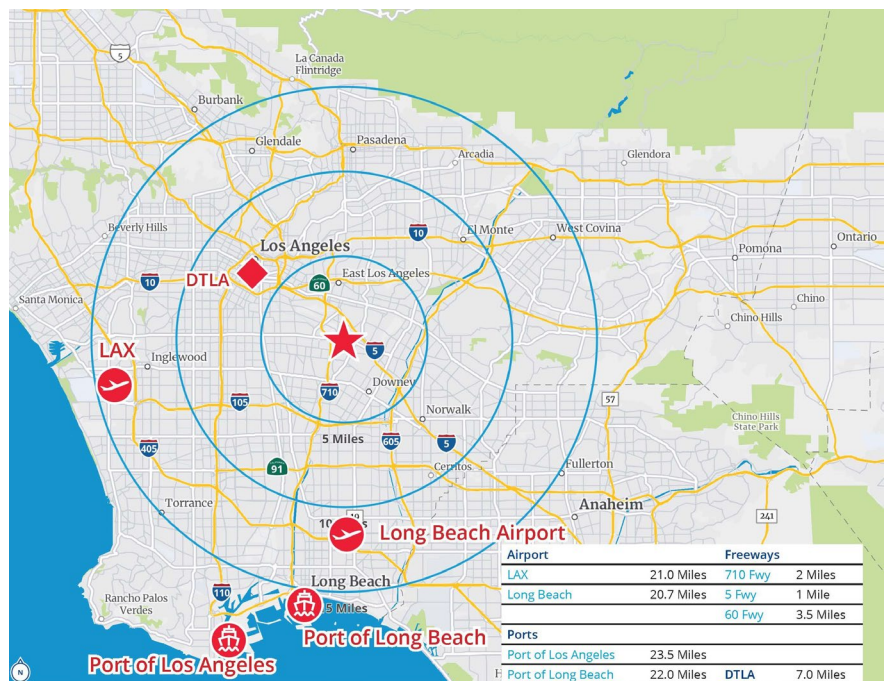 5
La Canada
Flintridge
Burbank
Glendale
Pasadena
Arcadia
Glendora
Beverly Hills
Los Angeles
10
El Monte
West Covina
Pomona
Ontario
DTLA
60
East Los Angeles
10
Santa Monica
Chino
Chino Hills
LAX
Inglewood
5
Downey
710
105
Norwalk
57
Chino Hills
State Park
5 Miles
605
5
405
91
Cerritos
Fullerton
Torrance
Anaheim
241
Long Beach Airport
Long Beach
110
Rancho Palos
Verdes
5 Miles
Port of Long Beach
Port of Los Angeles
N
Airport Freeways
LAX 21.0 Miles 710 Fwy 2 Miles
Long Beach 20.7 Miles 5 Fwy 1 Mile
60 Fwy 3.5 Miles
Ports
Port of Los Angeles 23.5 Miles
Port of Long Beach 22.0 Miles DTLA 7.0 Miles